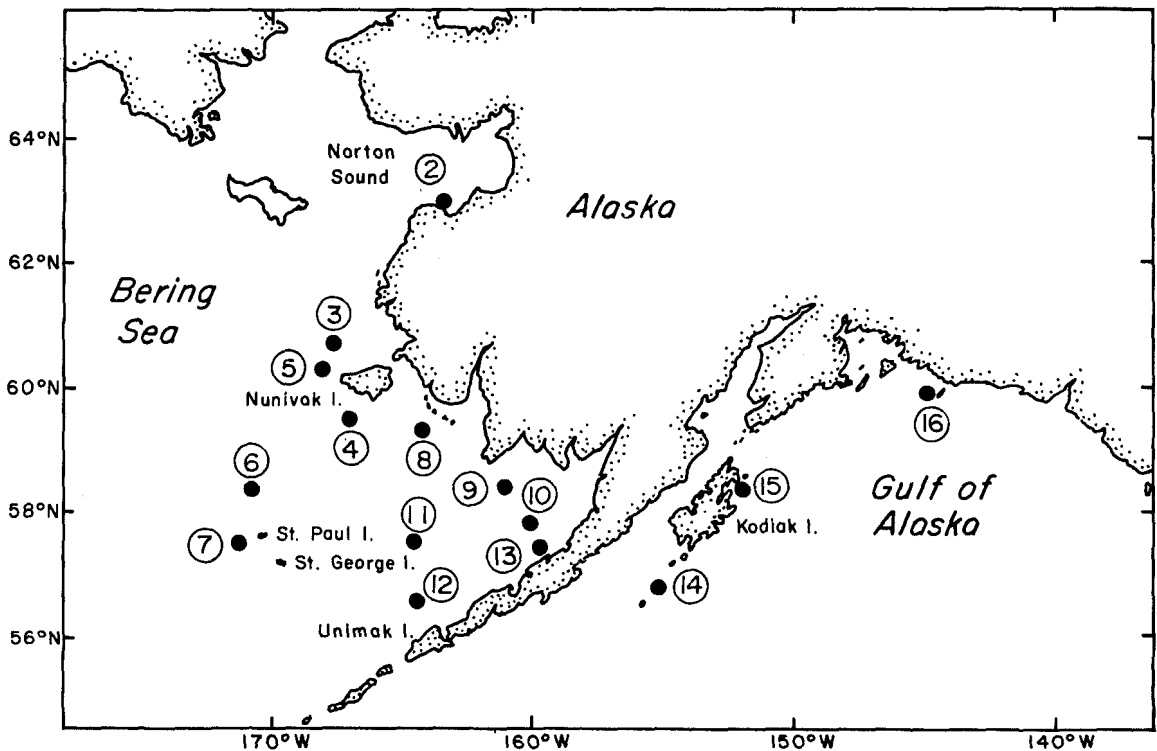 64°N
62°N
60°N
58°N
56°N
170°W
160°W
150°W
140°W
Norton
Sound
Alaska
Bering
Sea
Nunivak I.
St. Paul I.
St. George I.
Unimak I.
Kodiak I.
Gulf of
Alaska
2
3
5
4
8
6
7
9
10
11
13
12
14
15
16